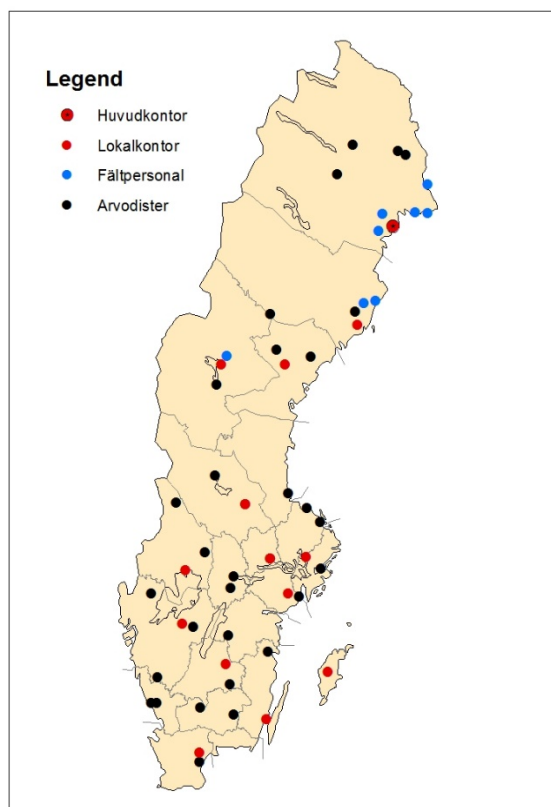 Legend
Huvudkontor
Lokalkontor
Fältpersonal
Arvodister